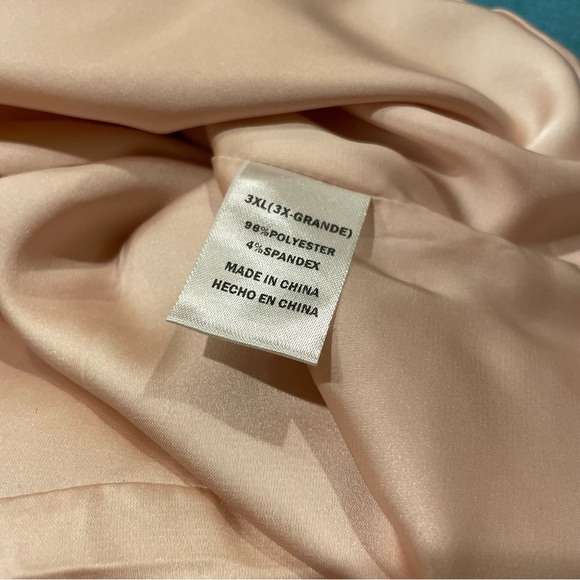 3XL(3X-GRANDE)
96%POLYESTER
4%SPANDEX
MADE IN CHINA
HECHO EN CHINA